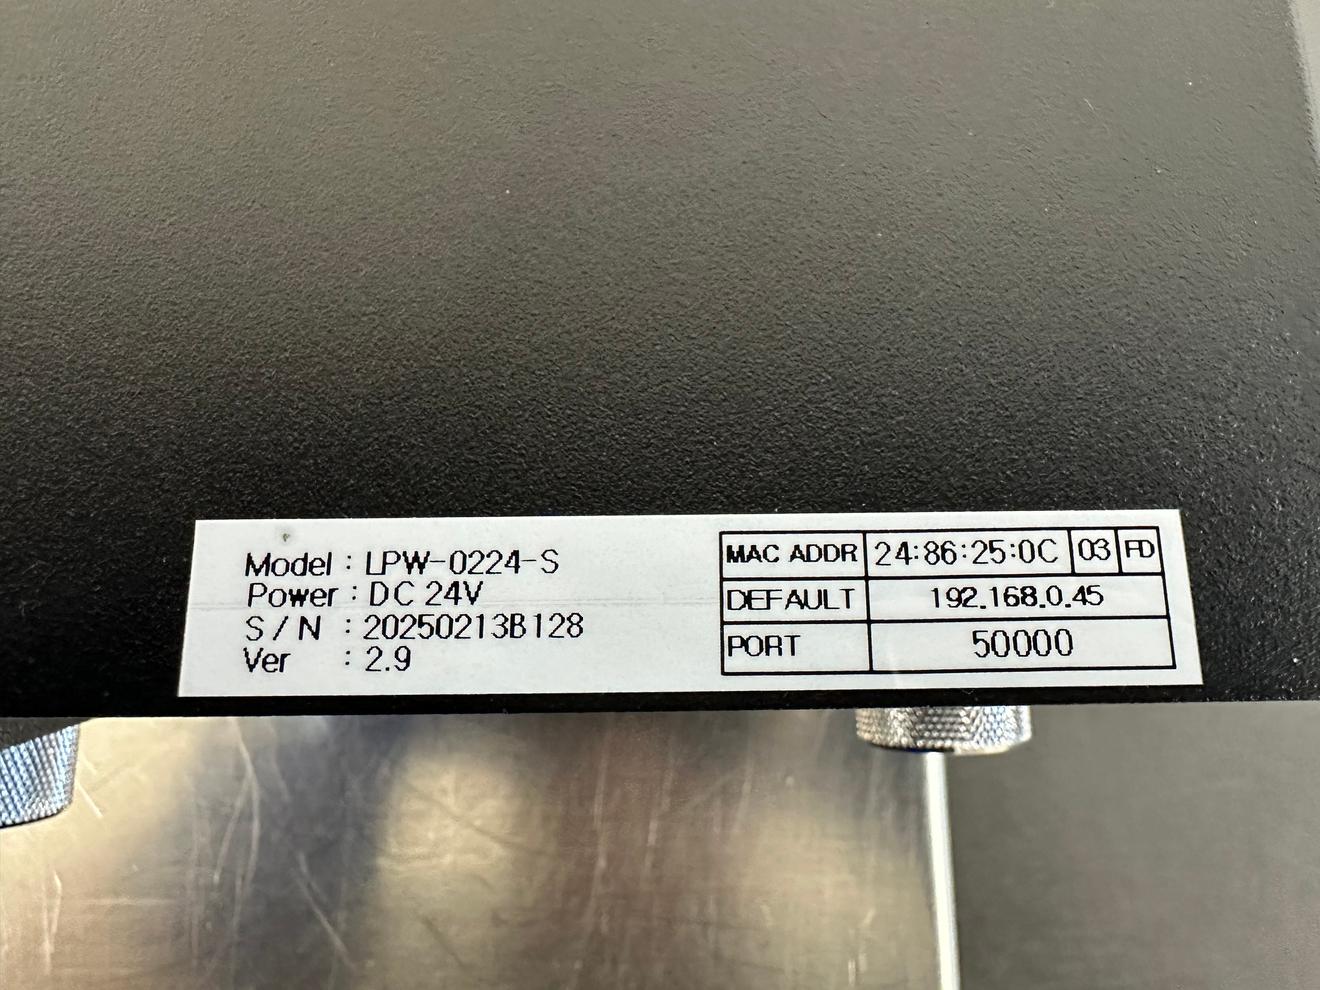 Model : LPW-0224-S
Power : DC 24V
S / N : 20250213B128
Ver : 2.9
MAC ADDR 24:86:25:0C 03 FD
DEFAULT 192.168.0.45
PORT 50000